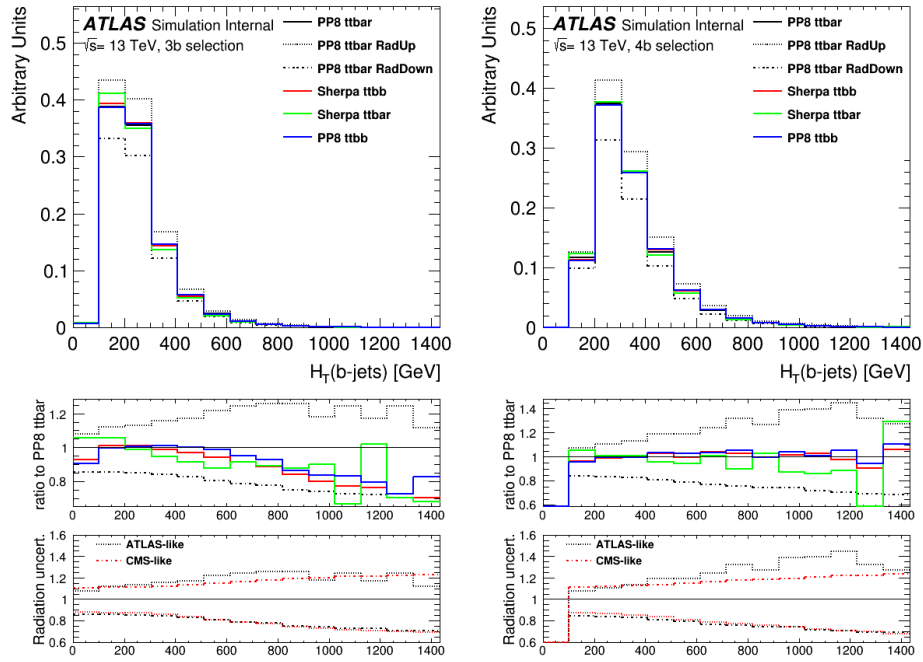 Arbitrary Units
ATLAS Simulation Internal
√s= 13 TeV, 3b selection
PP8 ttbar
PP8 ttbar RadUp
PP8 ttbar RadDown
Sherpa ttbb
Sherpa ttbar
PP8 ttbb
0.5
0.4
0.3
0.2
0.1
0
0 200 400 600 800 1000 1200 1400
H_T(b-jets) [GeV]
ratio to PP8 ttbar
1.2
1
0.8
0 200 400 600 800 1000 1200 1400
Radiation uncert.
ATLAS-like
CMS-like
1.6
1.4
1.2
1
0.8
0.6
0 200 400 600 800 1000 1200 1400
Arbitrary Units
ATLAS Simulation Internal
√s= 13 TeV, 4b selection
PP8 ttbar
PP8 ttbar RadUp
PP8 ttbar RadDown
Sherpa ttbb
Sherpa ttbar
PP8 ttbb
0.5
0.4
0.3
0.2
0.1
0
0 200 400 600 800 1000 1200 1400
H_T(b-jets) [GeV]
ratio to PP8 ttbar
1.4
1.2
1
0.8
0.6
0 200 400 600 800 1000 1200 1400
Radiation uncert.
ATLAS-like
CMS-like
1.6
1.4
1.2
1
0.8
0.6
0 200 400 600 800 1000 1200 1400